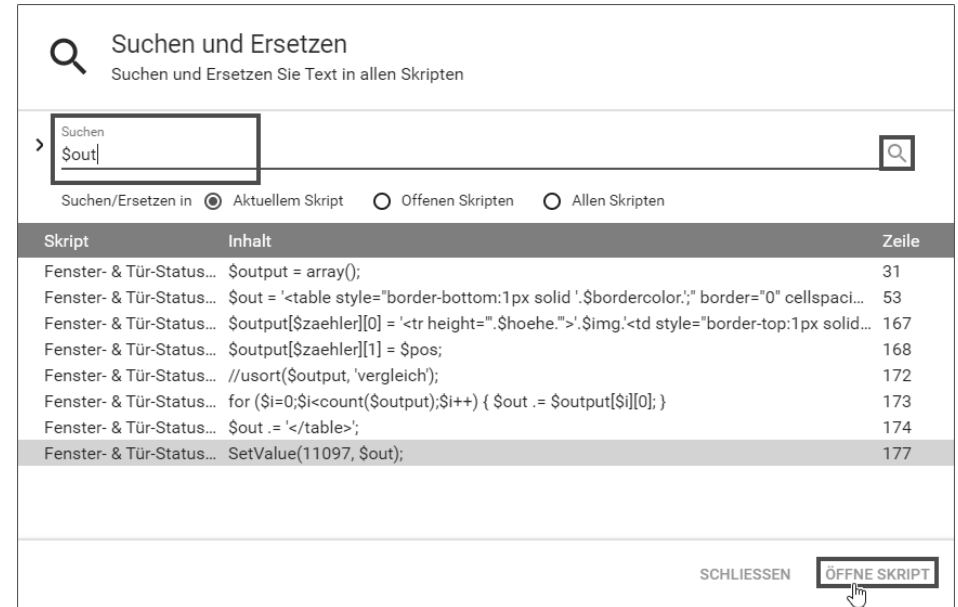 Suchen und Ersetzen
Suchen und Ersetzen Sie Text in allen Skripten
Suchen
$out
Suchen/Ersetzen in Aktuellem Skript Offenen Skripten Allen Skripten
Skript Inhalt Zeile
Fenster- & Tür-Status... $output = array(); 31
Fenster- & Tür-Status... $out = '<table style="border-bottom:1px solid '.$bordercolor.';" border="0" cellspaci... 53
Fenster- & Tür-Status... $output[$zaehler][0] = '<tr height="'.$hoehe.'">'.$img.'<td style="border-top:1px solid... 167
Fenster- & Tür-Status... $output[$zaehler][1] = $pos; 168
Fenster- & Tür-Status... //usort($output, 'vergleich'); 172
Fenster- & Tür-Status... for ($i=0;$i<count($output);$i++) { $out .= $output[$i][0]; } 173
Fenster- & Tür-Status... $out .= '</table>'; 174
Fenster- & Tür-Status... SetValue(11097, $out); 177
SCHLIESSEN ÖFFNE SKRIPT